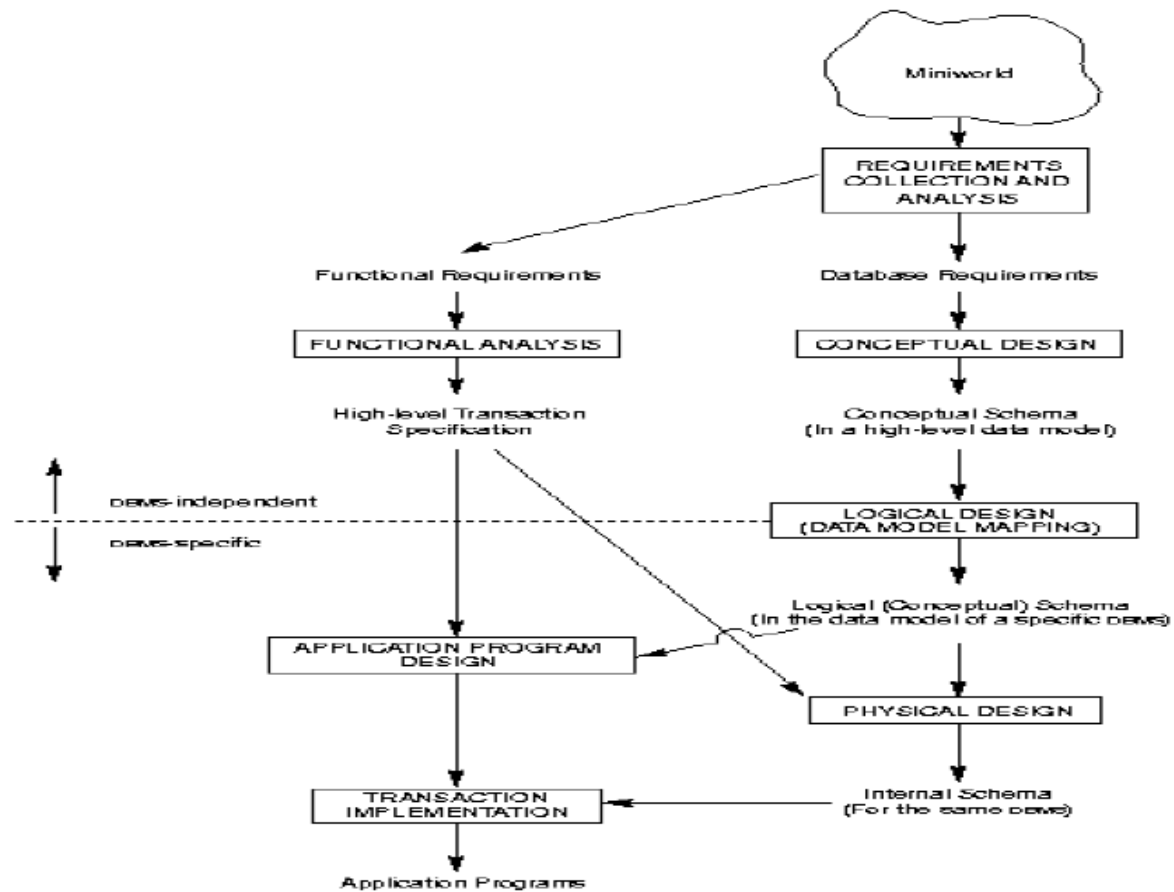 Miniworld
REQUIREMENTS
COLLECTION AND
ANALYSIS
Functional Requirements
Database Requirements
FUNCTIONAL ANALYSIS
CONCEPTUAL DESIGN
High-level Transaction
Specification
Conceptual Schema
(In a high-level data model)
DBMS-independent
LOGICAL DESIGN
(DATA MODEL MAPPING)
DBMS-specific
Logical (Conceptual) Schema
(In the data model of a specific DBMS)
APPLICATION PROGRAM
DESIGN
PHYSICAL DESIGN
Internal Schema
(For the same DBMS)
TRANSACTION
IMPLEMENTATION
Application Programs